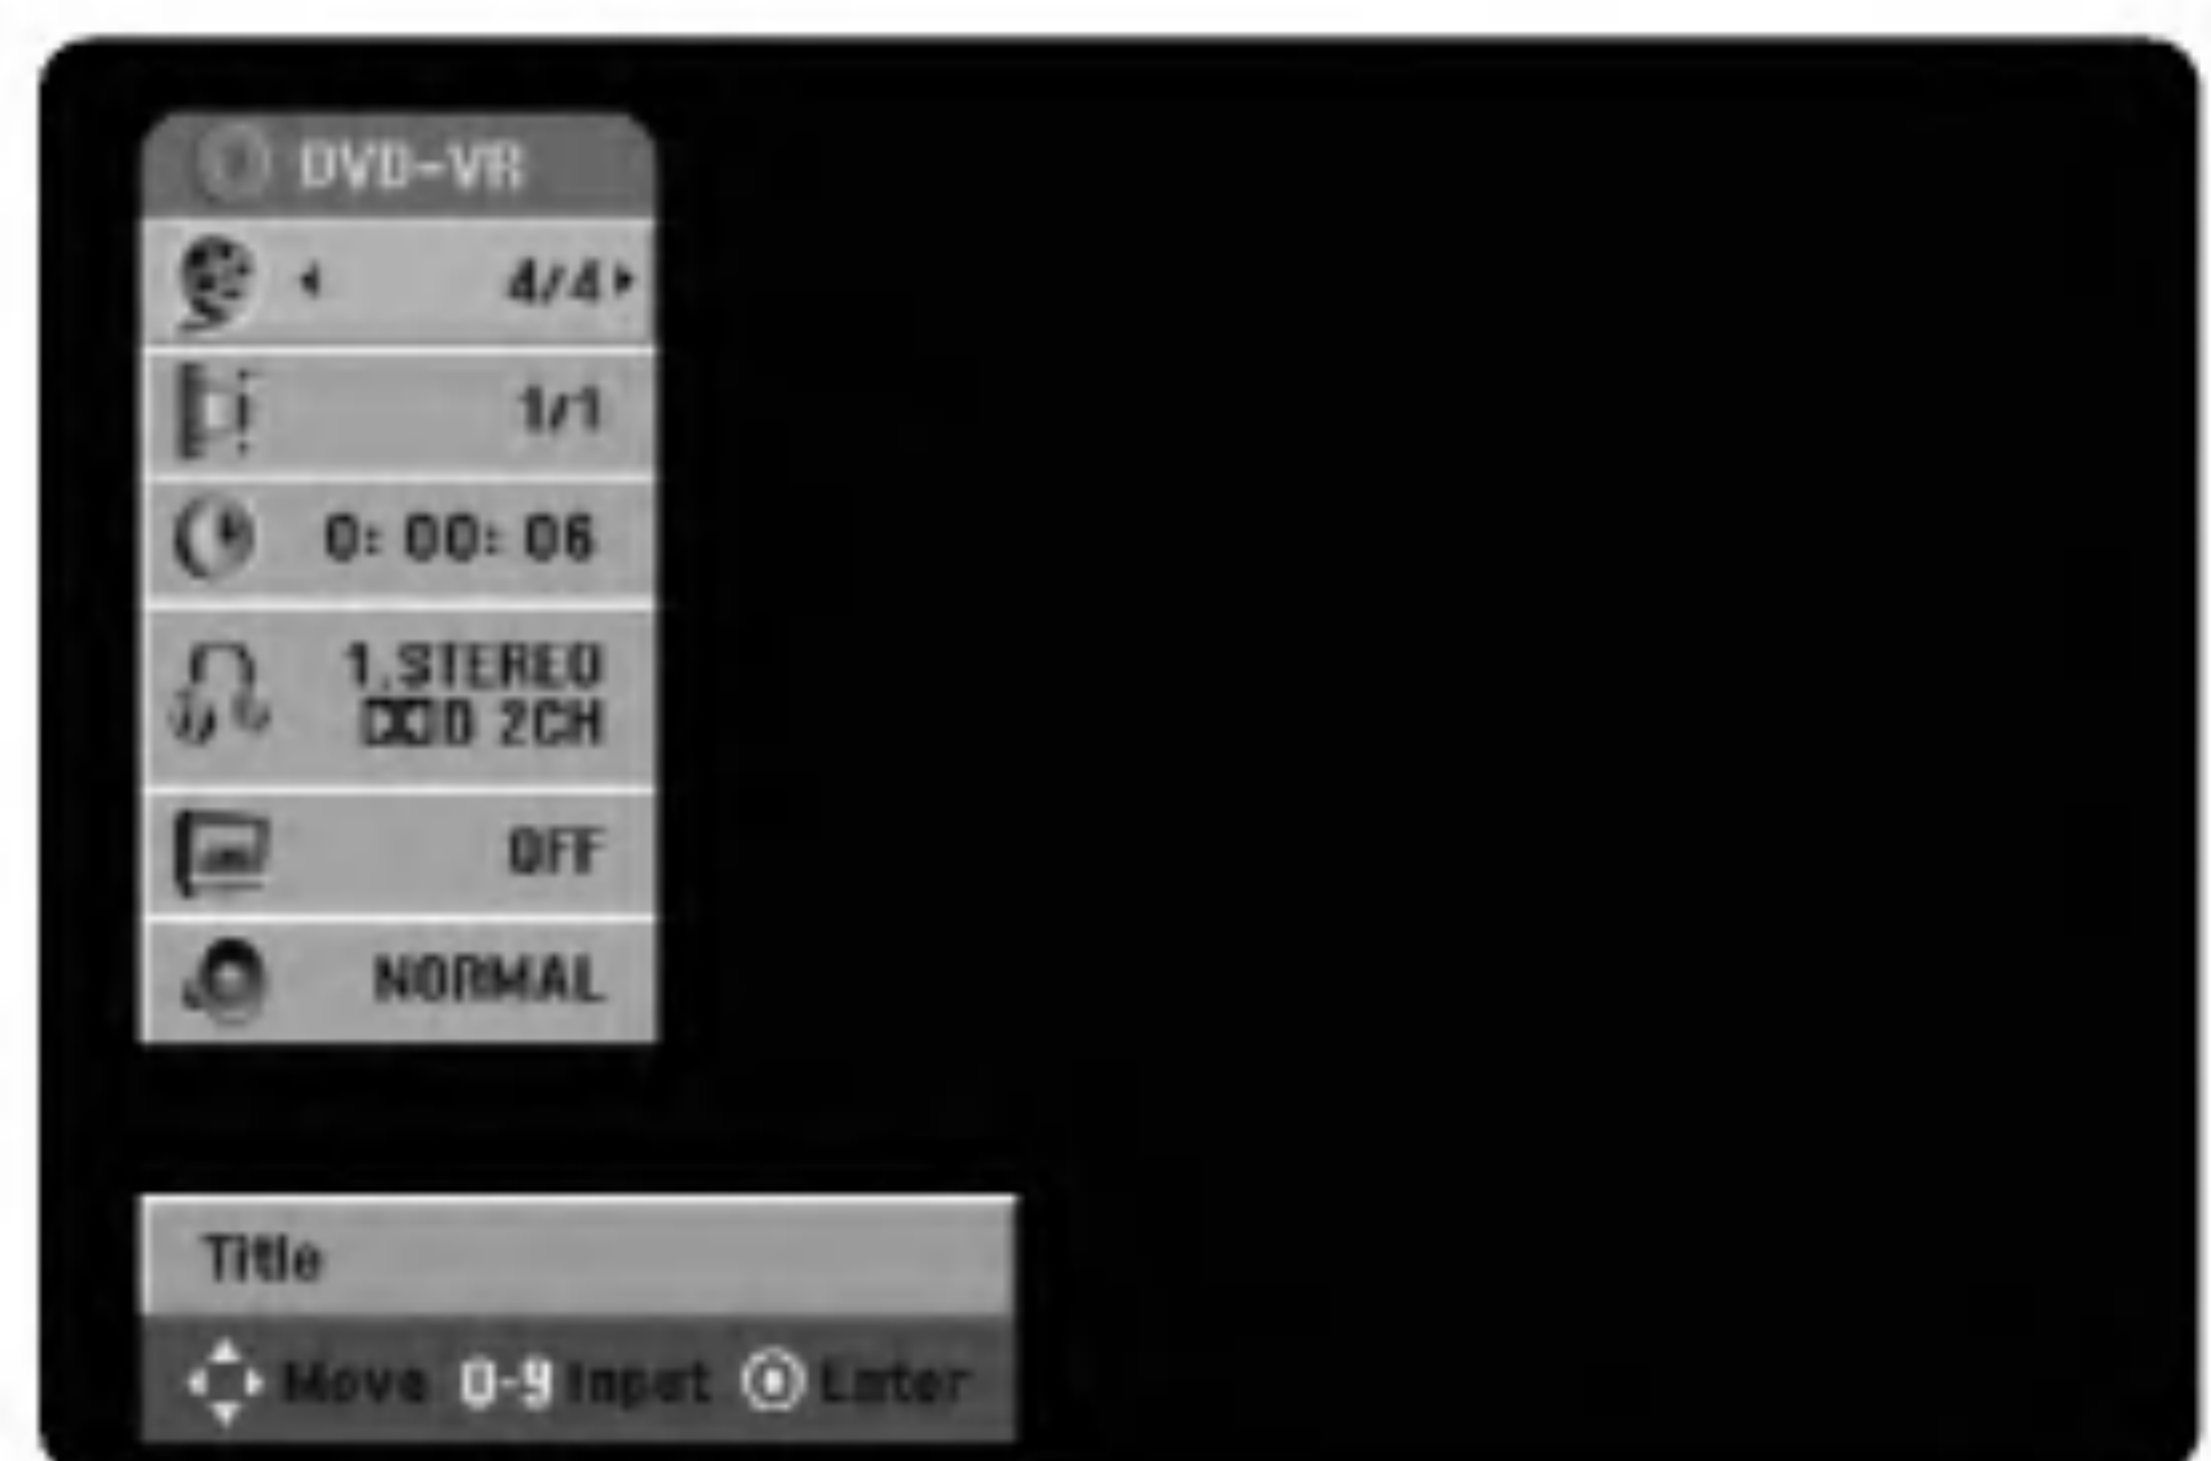 DVD-VR
4/4
1/1
0: 00: 06
1.STEREO
D 2CH
OFF
NORMAL
Title
Move 0-9 Input Enter